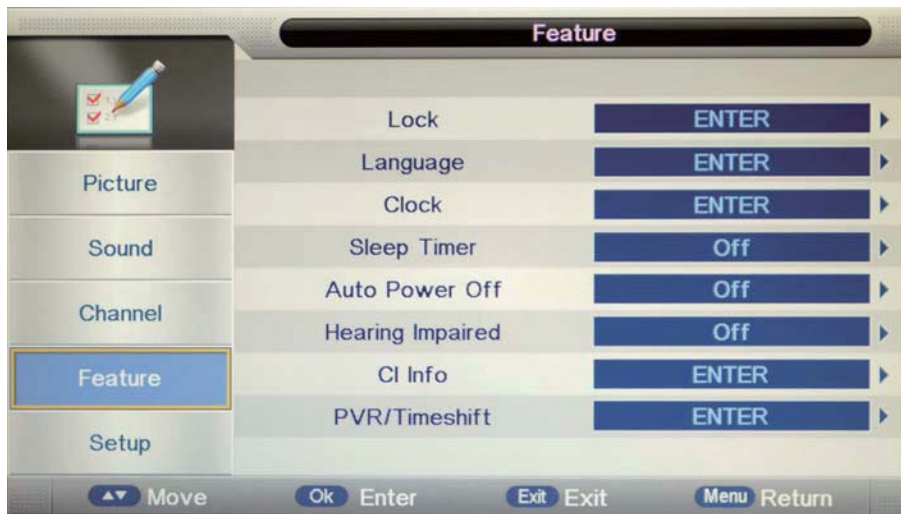 Feature
Lock ENTER
Language ENTER
Clock ENTER
Sleep Timer Off
Auto Power Off Off
Hearing Impaired Off
CI Info ENTER
PVR/Timeshift ENTER
Picture
Sound
Channel
Feature
Setup
Move Ok Enter Exit Exit Menu Return